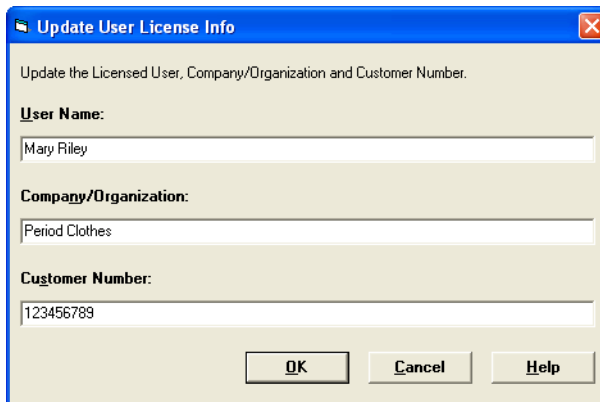 Update User License Info
Update the Licensed User, Company/Organization and Customer Number.
User Name:
Mary Riley
Company/Organization:
Period Clothes
Customer Number:
123456789
OK Cancel Help